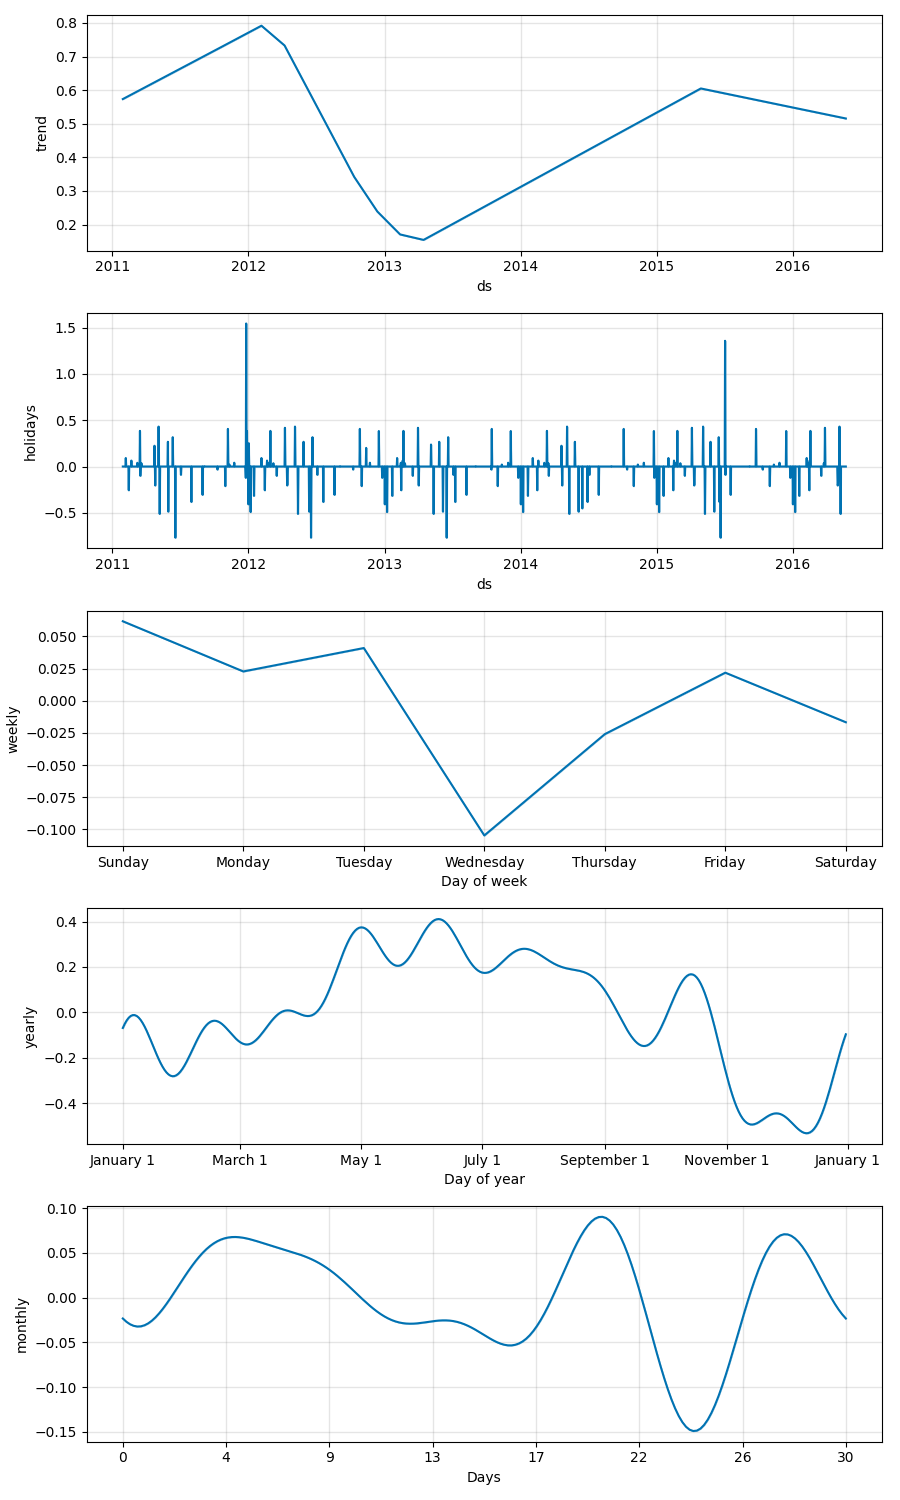 trend
0.8
0.7
0.6
0.5
0.4
0.3
0.2
2011 2012 2013 2014 2015 2016
ds
holidays
1.5
1.0
0.5
0.0
−0.5
2011 2012 2013 2014 2015 2016
ds
weekly
0.050
0.025
0.000
−0.025
−0.050
−0.075
−0.100
Sunday Monday Tuesday Wednesday Thursday Friday Saturday
Day of week
yearly
0.4
0.2
0.0
−0.2
−0.4
January 1 March 1 May 1 July 1 September 1 November 1 January 1
Day of year
monthly
0.10
0.05
0.00
−0.05
−0.10
−0.15
0 4 9 13 17 22 26 30
Days